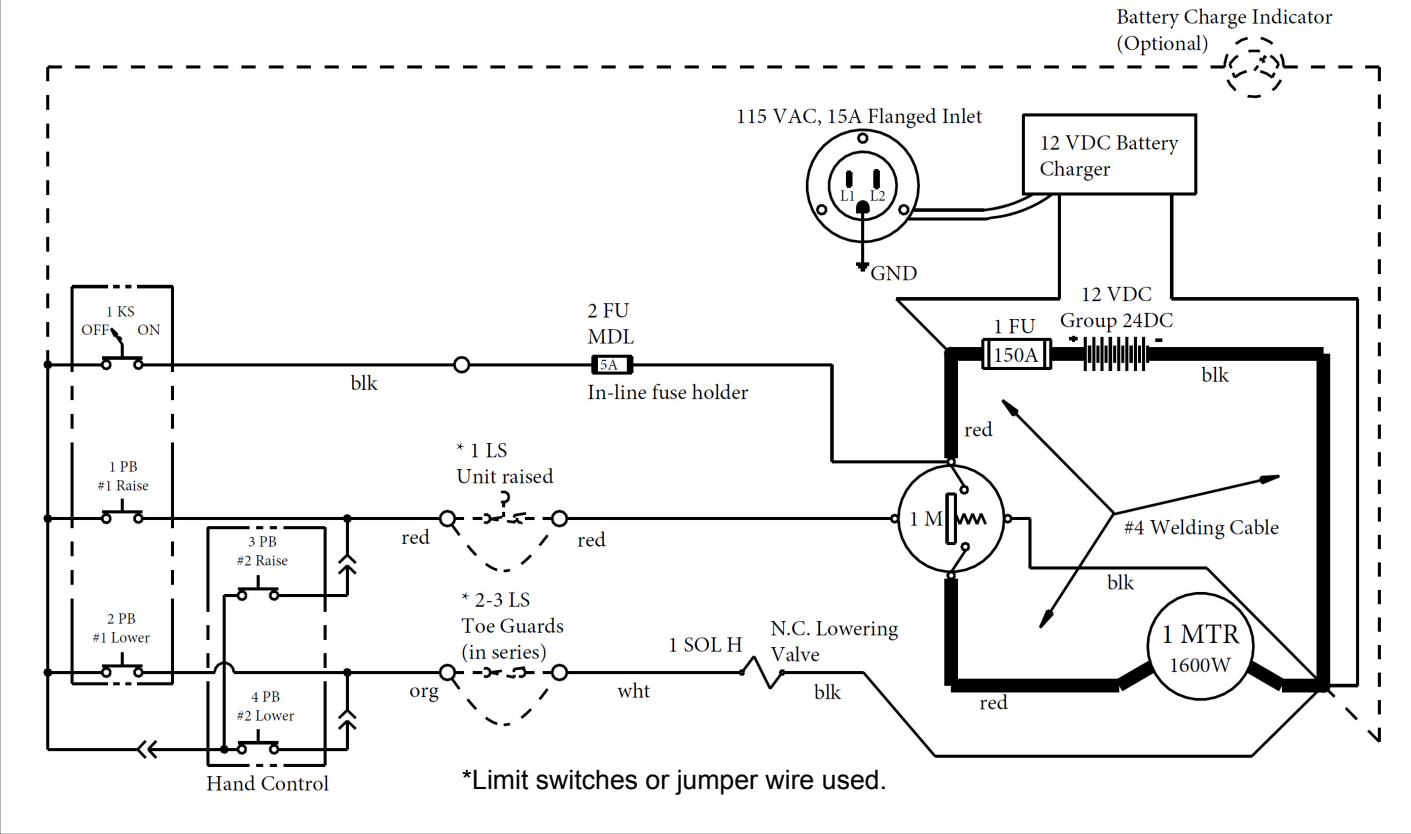 Battery Charge Indicator
(Optional)
115 VAC, 15A Flanged Inlet
12 VDC Battery
Charger
L1 L2
GND
12 VDC
Group 24DC
1 FU
150A
+ -
blk
1 KS
OFF ON
2 FU
MDL
5A
In-line fuse holder
blk
red
1 PB
#1 Raise
* 1 LS
Unit raised
red
red
1 M
#4 Welding Cable
blk
3 PB
#2 Raise
2 PB
#1 Lower
* 2-3 LS
Toe Guards
(in series)
1 SOL H
N.C. Lowering
Valve
1 MTR
1600W
org
wht
blk
red
4 PB
#2 Lower
Hand Control
*Limit switches or jumper wire used.